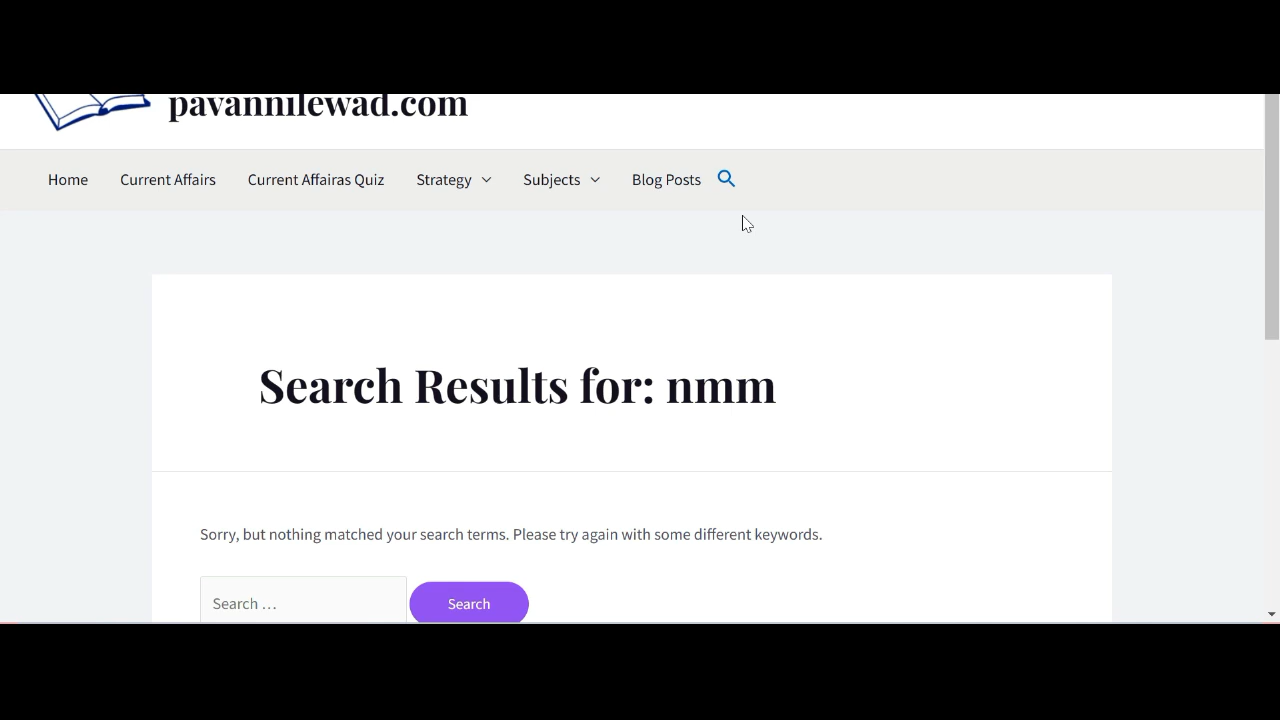 pavannilewad.com
Home Current Affairs Current Affairas Quiz Strategy Subjects Blog Posts
Search Results for: nmm
Sorry, but nothing matched your search terms. Please try again with some different keywords.
Search … Search